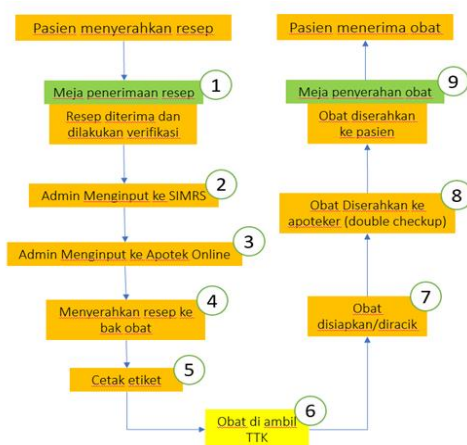 Pasien menyerahkan resep
1
Meja penerimaan resep
Resep diterima dan
dilakukan verifikasi
2
Admin Menginput ke SIMRS
3
Admin Menginput ke Apotek Online
4
Menyerahkan resep ke
bak obat
5
Cetak etiket
6
Obat di ambil
TTK
7
Obat
disiapkan/diracik
8
Obat Diserahkan ke
apoteker (double checkup)
9
Meja penyerahan obat
Obat diserahkan
ke pasien
Pasien menerima obat